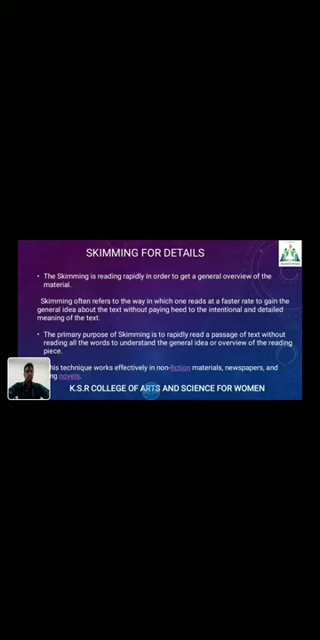 SKIMMING FOR DETAILS
• The Skimming is reading rapidly in order to get a general overview of the
material.
Skimming often refers to the way in which one reads at a faster rate to gain the
general idea about the text without paying heed to the intentional and detailed
meaning of the text.
• The primary purpose of Skimming is to rapidly read a passage of text without
reading all the words to understand the general idea or overview of the reading
piece.
his technique works effectively in non-fiction materials, newspapers, and
ng novels.
K.S.R COLLEGE OF ARTS AND SCIENCE FOR WOMEN